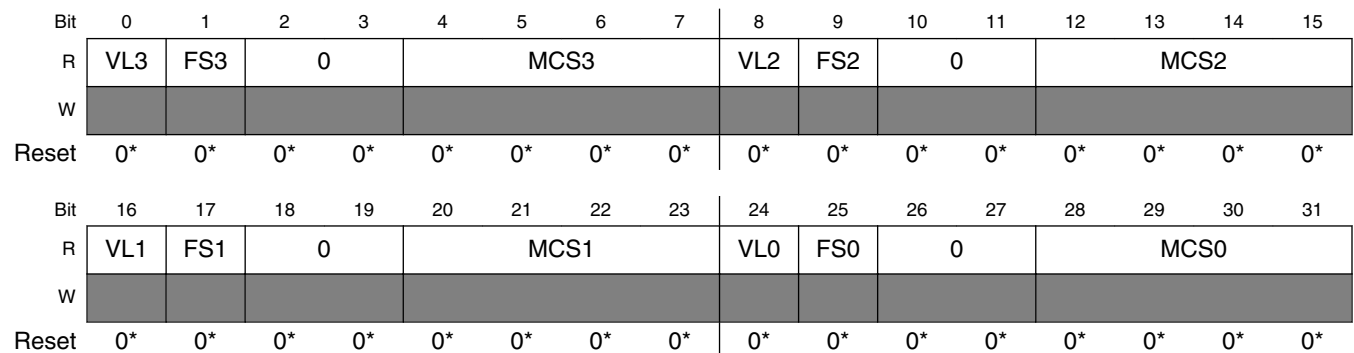 Bit 0 1 2 3 4 5 6 7 8 9 10 11 12 13 14 15
R VL3 FS3 0 MCS3 VL2 FS2 0 MCS2
W
Reset 0* 0* 0* 0* 0* 0* 0* 0* 0* 0* 0* 0* 0* 0* 0* 0*
Bit 16 17 18 19 20 21 22 23 24 25 26 27 28 29 30 31
R VL1 FS1 0 MCS1 VL0 FS0 0 MCS0
W
Reset 0* 0* 0* 0* 0* 0* 0* 0* 0* 0* 0* 0* 0* 0* 0* 0*